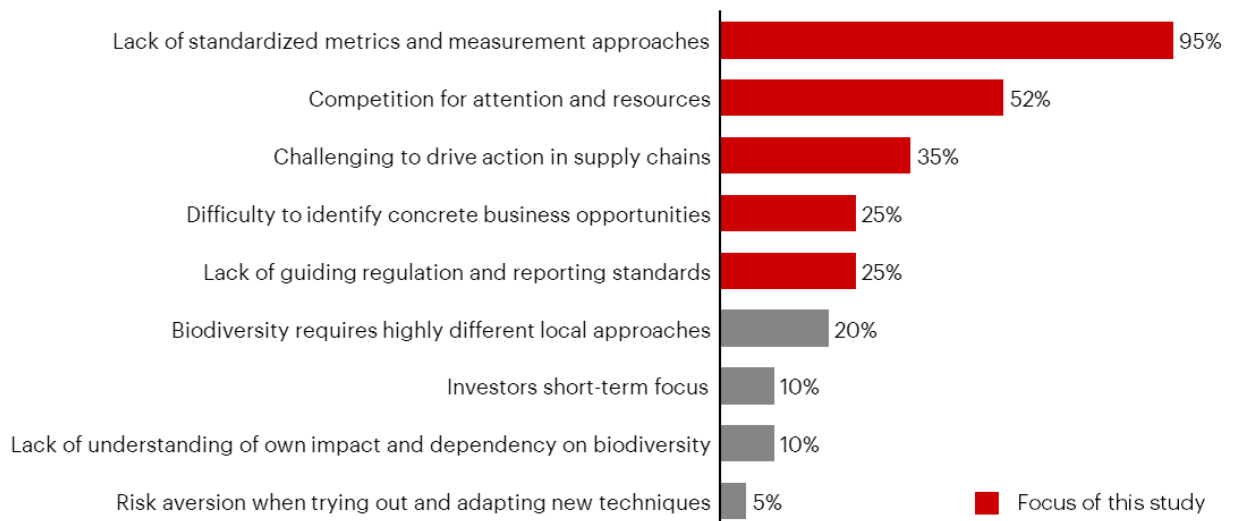 Lack of standardized metrics and measurement approaches 95%
Competition for attention and resources 52%
Challenging to drive action in supply chains 35%
Difficulty to identify concrete business opportunities 25%
Lack of guiding regulation and reporting standards 25%
Biodiversity requires highly different local approaches 20%
Investors short-term focus 10%
Lack of understanding of own impact and dependency on biodiversity 10%
Risk aversion when trying out and adapting new techniques 5%
Focus of this study